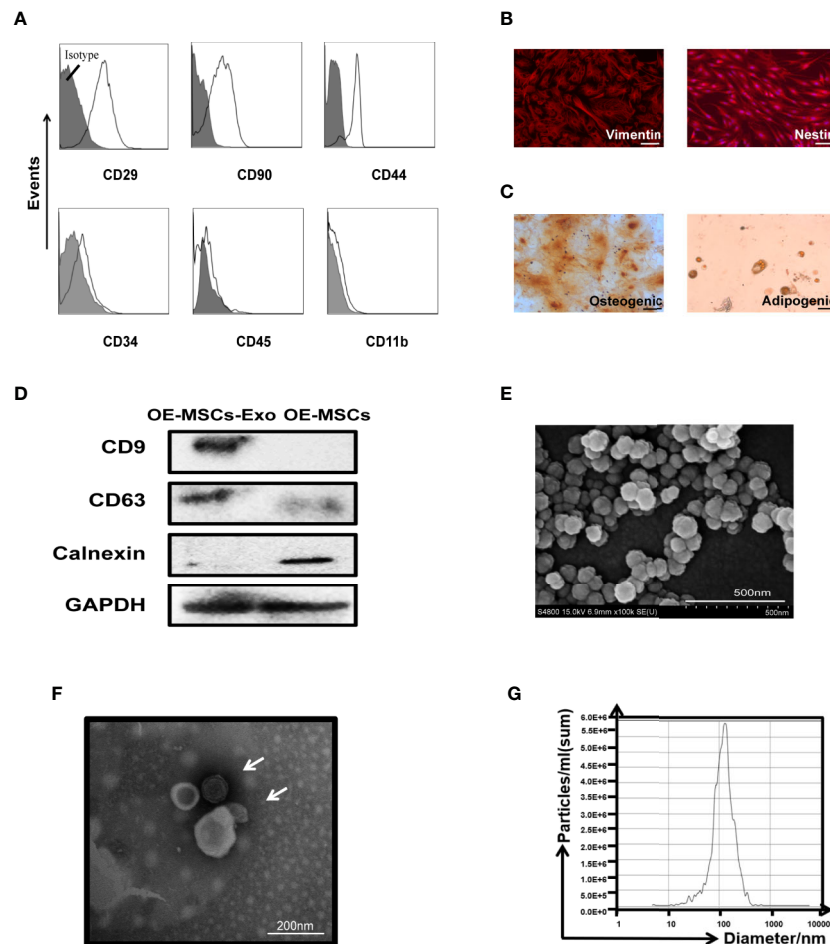 A
Isotype
Events
CD29
CD90
CD44
CD34
CD45
CD11b
B
Vimentin
Nestin
C
Osteogenic
Adipogenic
D
OE-MSCs-Exo OE-MSCs
CD9
CD63
Calnexin
GAPDH
E
500nm
S4800 15.0kV 6.9mm x100k SE(U)
500nm
F
200nm
G
Particles/ml(sum)
6.0E+6
5.5E+6
5.0E+6
4.5E+6
4.0E+6
3.5E+6
3.0E+6
2.5E+6
2.0E+6
1.5E+6
1.0E+6
5.0E+5
0.0E+0
1 10 100 1000 10000
Diameter/nm